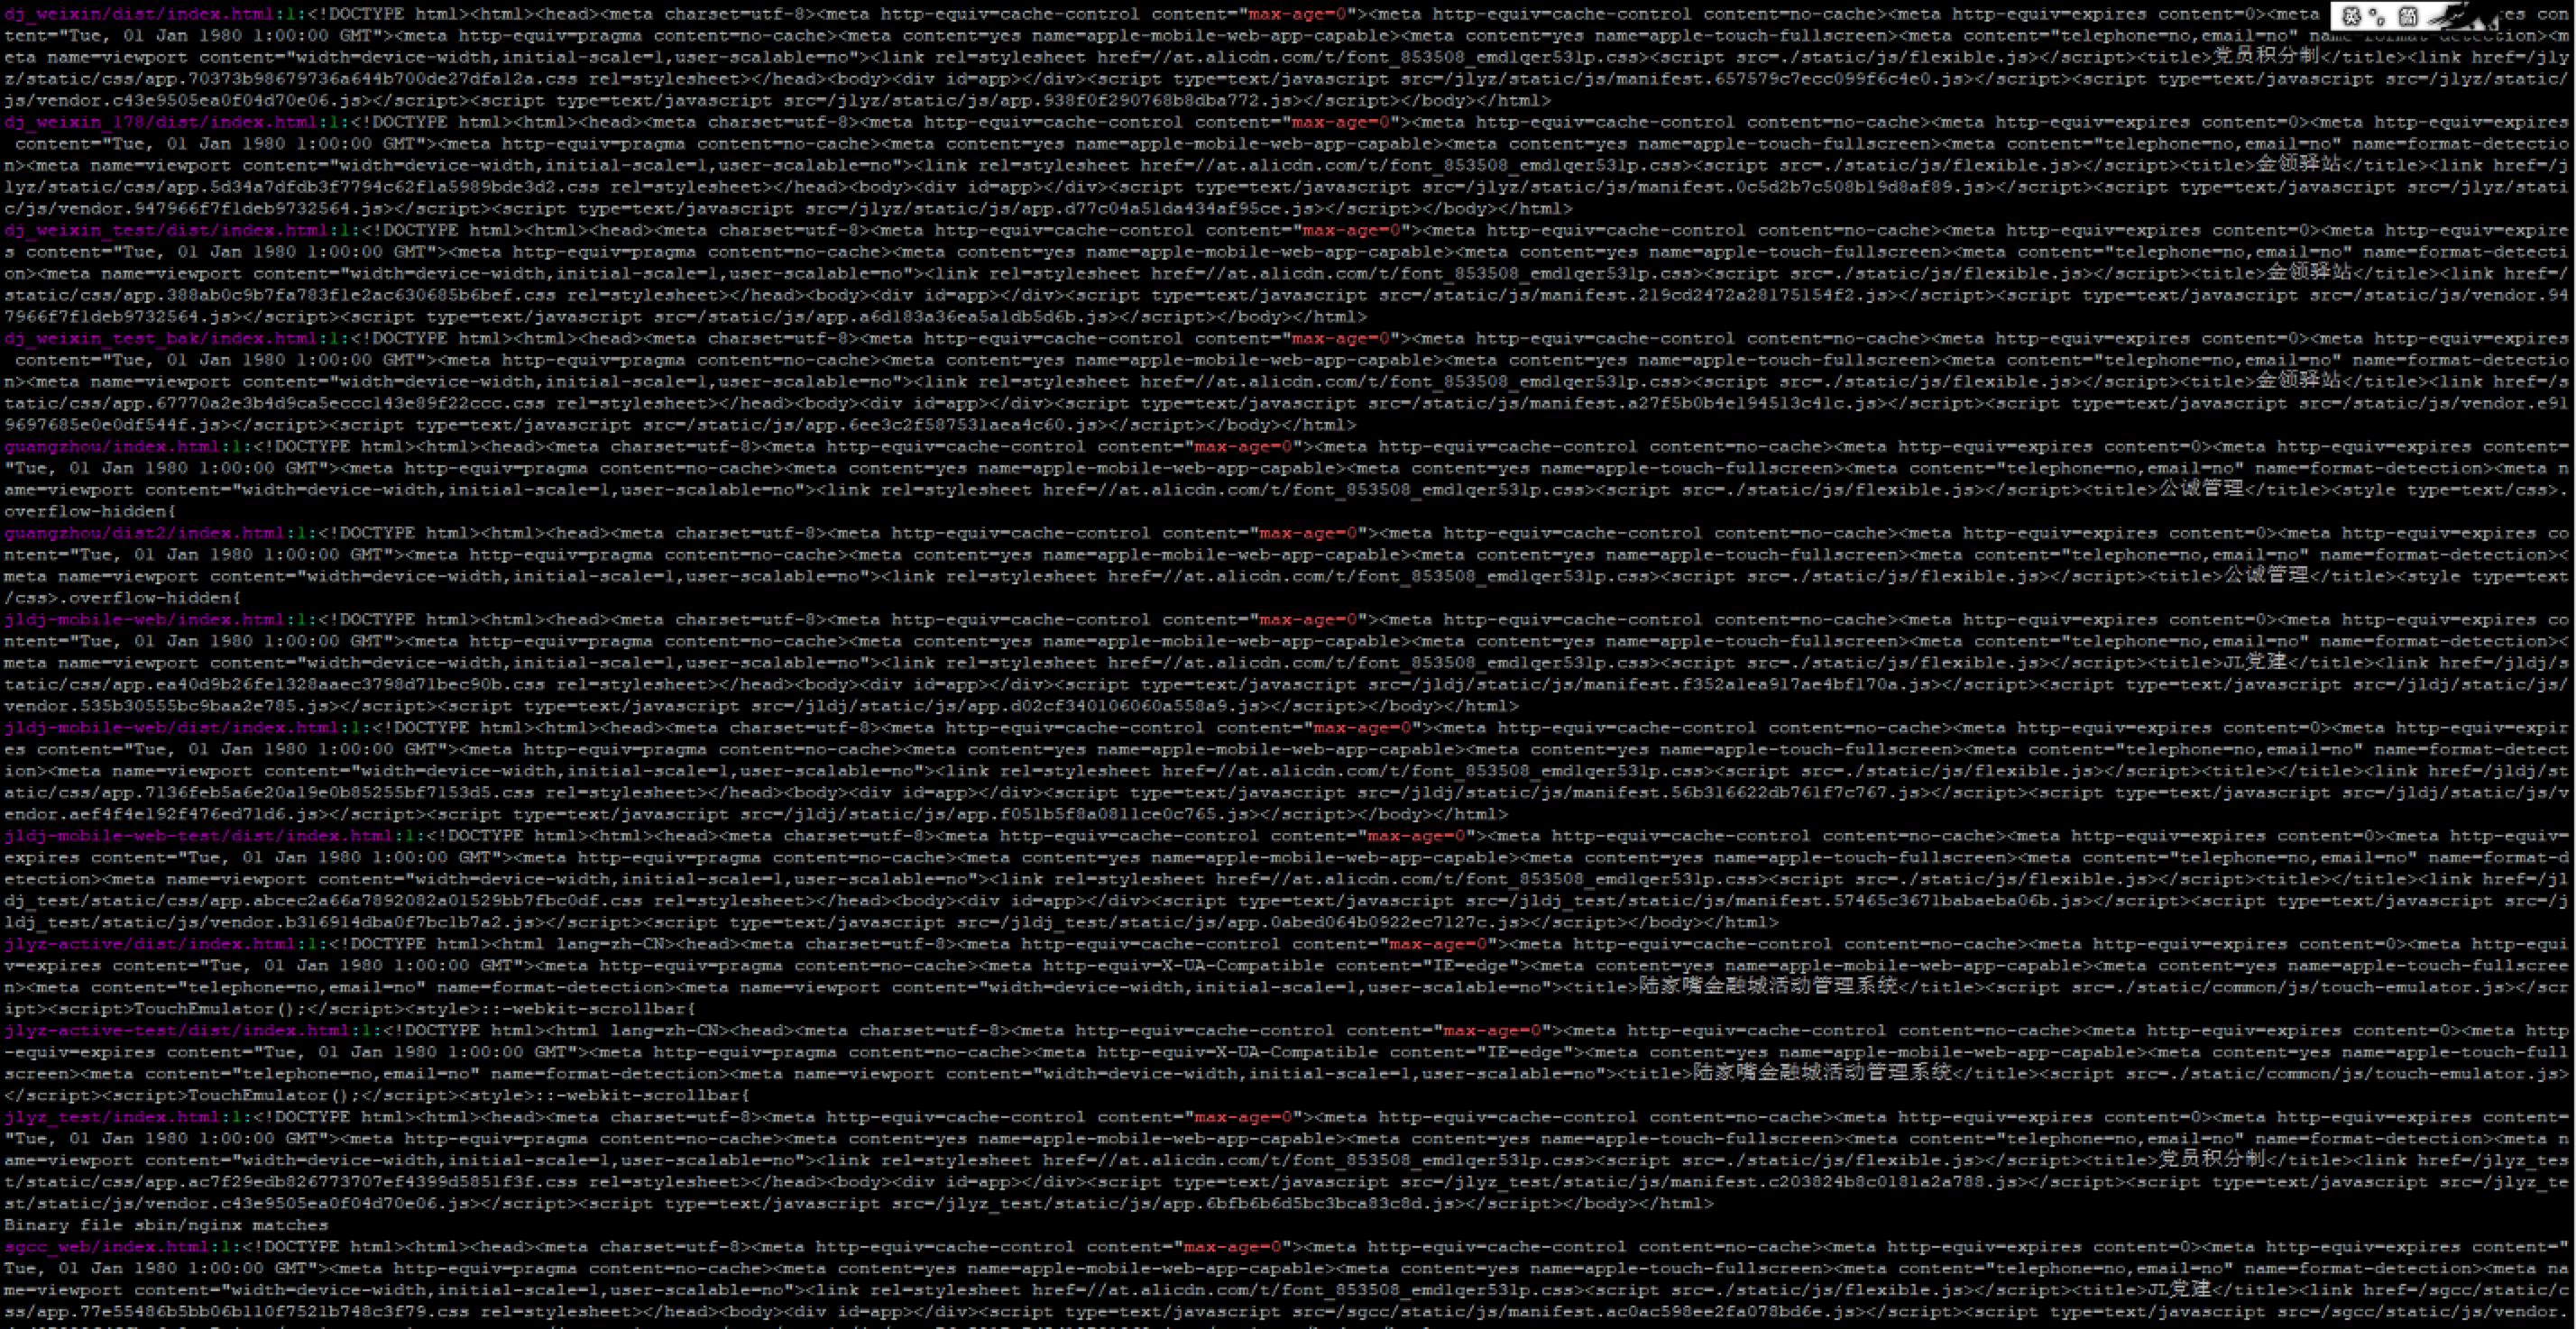 dj_weixin/dist/index.html:1:<!DOCTYPE html><html><head><meta charset=utf-8><meta http-equiv=cache-control content="max-age=0"><meta http-equiv=cache-control content=no-cache><meta http-equiv=expires content=0><meta 英 简 es con
tent="Tue, 01 Jan 1980 1:00:00 GMT"><meta http-equiv=pragma content=no-cache><meta content=yes name=apple-mobile-web-app-capable><meta content=yes name=apple-touch-fullscreen><meta content="telephone=no,email=no" name=format-detection><m
eta name=viewport content="width=device-width,initial-scale=1,user-scalable=no"><link rel=stylesheet href=//at.alicdn.com/t/font_853508_emd1qer53lp.css><script src=./static/js/flexible.js></script><title>党员积分制</title><link href=/jly
z/static/css/app.70373b98679736a644b700de27dfa12a.css rel=stylesheet></head><body><div id=app></div><script type=text/javascript src=/jlyz/static/js/manifest.657579c7ecc099f6c4e0.js></script><script type=text/javascript src=/jlyz/static/
js/vendor.c43e9505ea0f04d70e06.js></script><script type=text/javascript src=/jlyz/static/js/app.938f0f290768b8dba772.js></script></body></html>
dj_weixin_178/dist/index.html:1:<!DOCTYPE html><html><head><meta charset=utf-8><meta http-equiv=cache-control content="max-age=0"><meta http-equiv=cache-control content=no-cache><meta http-equiv=expires content=0><meta http-equiv=expires
 content="Tue, 01 Jan 1980 1:00:00 GMT"><meta http-equiv=pragma content=no-cache><meta content=yes name=apple-mobile-web-app-capable><meta content=yes name=apple-touch-fullscreen><meta content="telephone=no,email=no" name=format-detectio
n><meta name=viewport content="width=device-width,initial-scale=1,user-scalable=no"><link rel=stylesheet href=//at.alicdn.com/t/font_853508_emd1qer53lp.css><script src=./static/js/flexible.js></script><title>金领驿站</title><link href=/j
lyz/static/css/app.5d34a7dfdb3f7794c62f1a5989bde3d2.css rel=stylesheet></head><body><div id=app></div><script type=text/javascript src=/jlyz/static/js/manifest.0c5d2b7c508b19d8af89.js></script><script type=text/javascript src=/jlyz/stati
c/js/vendor.947966f7f1deb9732564.js></script><script type=text/javascript src=/jlyz/static/js/app.d77c04a51da434af95ce.js></script></body></html>
dj_weixin_test/dist/index.html:1:<!DOCTYPE html><html><head><meta charset=utf-8><meta http-equiv=cache-control content="max-age=0"><meta http-equiv=cache-control content=no-cache><meta http-equiv=expires content=0><meta http-equiv=expire
s content="Tue, 01 Jan 1980 1:00:00 GMT"><meta http-equiv=pragma content=no-cache><meta content=yes name=apple-mobile-web-app-capable><meta content=yes name=apple-touch-fullscreen><meta content="telephone=no,email=no" name=format-detecti
on><meta name=viewport content="width=device-width,initial-scale=1,user-scalable=no"><link rel=stylesheet href=//at.alicdn.com/t/font_853508_emd1qer53lp.css><script src=./static/js/flexible.js></script><title>金领驿站</title><link href=/
static/css/app.388ab0c9b7fa783f1e2ac630685b6bef.css rel=stylesheet></head><body><div id=app></div><script type=text/javascript src=/static/js/manifest.219cd2472a28175154f2.js></script><script type=text/javascript src=/static/js/vendor.94
7966f7f1deb9732564.js></script><script type=text/javascript src=/static/js/app.a6d183a36ea5a1db5d6b.js></script></body></html>
dj_weixin_test_bak/index.html:1:<!DOCTYPE html><html><head><meta charset=utf-8><meta http-equiv=cache-control content="max-age=0"><meta http-equiv=cache-control content=no-cache><meta http-equiv=expires content=0><meta http-equiv=expires
 content="Tue, 01 Jan 1980 1:00:00 GMT"><meta http-equiv=pragma content=no-cache><meta content=yes name=apple-mobile-web-app-capable><meta content=yes name=apple-touch-fullscreen><meta content="telephone=no,email=no" name=format-detectio
n><meta name=viewport content="width=device-width,initial-scale=1,user-scalable=no"><link rel=stylesheet href=//at.alicdn.com/t/font_853508_emd1qer53lp.css><script src=./static/js/flexible.js></script><title>金领驿站</title><link href=/s
tatic/css/app.67770a2e3b4d9ca5eccc143e89f22ccc.css rel=stylesheet></head><body><div id=app></div><script type=text/javascript src=/static/js/manifest.a27f5b0b4e194513c41c.js></script><script type=text/javascript src=/static/js/vendor.e91
9697685e0e0df544f.js></script><script type=text/javascript src=/static/js/app.6ee3c2f587531aea4c60.js></script></body></html>
guangzhou/index.html:1:<!DOCTYPE html><html><head><meta charset=utf-8><meta http-equiv=cache-control content="max-age=0"><meta http-equiv=cache-control content=no-cache><meta http-equiv=expires content=0><meta http-equiv=expires content=
"Tue, 01 Jan 1980 1:00:00 GMT"><meta http-equiv=pragma content=no-cache><meta content=yes name=apple-mobile-web-app-capable><meta content=yes name=apple-touch-fullscreen><meta content="telephone=no,email=no" name=format-detection><meta n
ame=viewport content="width=device-width,initial-scale=1,user-scalable=no"><link rel=stylesheet href=//at.alicdn.com/t/font_853508_emd1qer53lp.css><script src=./static/js/flexible.js></script><title>公诚管理</title><style type=text/css>.
overflow-hidden{
guangzhou/dist2/index.html:1:<!DOCTYPE html><html><head><meta charset=utf-8><meta http-equiv=cache-control content="max-age=0"><meta http-equiv=cache-control content=no-cache><meta http-equiv=expires content=0><meta http-equiv=expires co
ntent="Tue, 01 Jan 1980 1:00:00 GMT"><meta http-equiv=pragma content=no-cache><meta content=yes name=apple-mobile-web-app-capable><meta content=yes name=apple-touch-fullscreen><meta content="telephone=no,email=no" name=format-detection><
meta name=viewport content="width=device-width,initial-scale=1,user-scalable=no"><link rel=stylesheet href=//at.alicdn.com/t/font_853508_emd1qer53lp.css><script src=./static/js/flexible.js></script><title>公诚管理</title><style type=text
/css>.overflow-hidden{
jldj-mobile-web/index.html:1:<!DOCTYPE html><html><head><meta charset=utf-8><meta http-equiv=cache-control content="max-age=0"><meta http-equiv=cache-control content=no-cache><meta http-equiv=expires content=0><meta http-equiv=expires co
ntent="Tue, 01 Jan 1980 1:00:00 GMT"><meta http-equiv=pragma content=no-cache><meta content=yes name=apple-mobile-web-app-capable><meta content=yes name=apple-touch-fullscreen><meta content="telephone=no,email=no" name=format-detection><
meta name=viewport content="width=device-width,initial-scale=1,user-scalable=no"><link rel=stylesheet href=//at.alicdn.com/t/font_853508_emd1qer53lp.css><script src=./static/js/flexible.js></script><title>JL党建</title><link href=/jldj/s
tatic/css/app.ea40d9b26fe1328aaec3798d71bec90b.css rel=stylesheet></head><body><div id=app></div><script type=text/javascript src=/jldj/static/js/manifest.f352a1ea917ae4bf170a.js></script><script type=text/javascript src=/jldj/static/js/
vendor.535b30555bc9baa2e785.js></script><script type=text/javascript src=/jldj/static/js/app.d02cf340106060a558a9.js></script></body></html>
jldj-mobile-web/dist/index.html:1:<!DOCTYPE html><html><head><meta charset=utf-8><meta http-equiv=cache-control content="max-age=0"><meta http-equiv=cache-control content=no-cache><meta http-equiv=expires content=0><meta http-equiv=expir
es content="Tue, 01 Jan 1980 1:00:00 GMT"><meta http-equiv=pragma content=no-cache><meta content=yes name=apple-mobile-web-app-capable><meta content=yes name=apple-touch-fullscreen><meta content="telephone=no,email=no" name=format-detect
ion><meta name=viewport content="width=device-width,initial-scale=1,user-scalable=no"><link rel=stylesheet href=//at.alicdn.com/t/font_853508_emd1qer53lp.css><script src=./static/js/flexible.js></script><title></title><link href=/jldj/st
atic/css/app.7136feb5a6e20a19e0b85255bf7153d5.css rel=stylesheet></head><body><div id=app></div><script type=text/javascript src=/jldj/static/js/manifest.56b316622db761f7c767.js></script><script type=text/javascript src=/jldj/static/js/v
endor.aef4f4e192f476ed71d6.js></script><script type=text/javascript src=/jldj/static/js/app.f051b5f8a0811ce0c765.js></script></body></html>
jldj-mobile-web-test/dist/index.html:1:<!DOCTYPE html><html><head><meta charset=utf-8><meta http-equiv=cache-control content="max-age=0"><meta http-equiv=cache-control content=no-cache><meta http-equiv=expires content=0><meta http-equiv=
expires content="Tue, 01 Jan 1980 1:00:00 GMT"><meta http-equiv=pragma content=no-cache><meta content=yes name=apple-mobile-web-app-capable><meta content=yes name=apple-touch-fullscreen><meta content="telephone=no,email=no" name=format-d
etection><meta name=viewport content="width=device-width,initial-scale=1,user-scalable=no"><link rel=stylesheet href=//at.alicdn.com/t/font_853508_emd1qer53lp.css><script src=./static/js/flexible.js></script><title></title><link href=/jl
dj_test/static/css/app.abcec2a66a7892082a01529bb7fbc0df.css rel=stylesheet></head><body><div id=app></div><script type=text/javascript src=/jldj_test/static/js/manifest.57465c3671babaeba06b.js></script><script type=text/javascript src=/j
ldj_test/static/js/vendor.b316914dba0f7bc1b7a2.js></script><script type=text/javascript src=/jldj_test/static/js/app.0abed064b0922ec7127c.js></script></body></html>
jlyz-active/dist/index.html:1:<!DOCTYPE html><html lang=zh-CN><head><meta charset=utf-8><meta http-equiv=cache-control content="max-age=0"><meta http-equiv=cache-control content=no-cache><meta http-equiv=expires content=0><meta http-equi
v=expires content="Tue, 01 Jan 1980 1:00:00 GMT"><meta http-equiv=pragma content=no-cache><meta http-equiv=X-UA-Compatible content="IE=edge"><meta content=yes name=apple-mobile-web-app-capable><meta content=yes name=apple-touch-fullscree
n><meta content="telephone=no,email=no" name=format-detection><meta name=viewport content="width=device-width,initial-scale=1,user-scalable=no"><title>陆家嘴金融城活动管理系统</title><script src=./static/common/js/touch-emulator.js></scr
ipt><script>TouchEmulator();</script><style>::-webkit-scrollbar{
jlyz-active-test/dist/index.html:1:<!DOCTYPE html><html lang=zh-CN><head><meta charset=utf-8><meta http-equiv=cache-control content="max-age=0"><meta http-equiv=cache-control content=no-cache><meta http-equiv=expires content=0><meta http
-equiv=expires content="Tue, 01 Jan 1980 1:00:00 GMT"><meta http-equiv=pragma content=no-cache><meta http-equiv=X-UA-Compatible content="IE=edge"><meta content=yes name=apple-mobile-web-app-capable><meta content=yes name=apple-touch-full
screen><meta content="telephone=no,email=no" name=format-detection><meta name=viewport content="width=device-width,initial-scale=1,user-scalable=no"><title>陆家嘴金融城活动管理系统</title><script src=./static/common/js/touch-emulator.js>
</script><script>TouchEmulator();</script><style>::-webkit-scrollbar{
jlyz_test/index.html:1:<!DOCTYPE html><html><head><meta charset=utf-8><meta http-equiv=cache-control content="max-age=0"><meta http-equiv=cache-control content=no-cache><meta http-equiv=expires content=0><meta http-equiv=expires content=
"Tue, 01 Jan 1980 1:00:00 GMT"><meta http-equiv=pragma content=no-cache><meta content=yes name=apple-mobile-web-app-capable><meta content=yes name=apple-touch-fullscreen><meta content="telephone=no,email=no" name=format-detection><meta n
ame=viewport content="width=device-width,initial-scale=1,user-scalable=no"><link rel=stylesheet href=//at.alicdn.com/t/font_853508_emd1qer53lp.css><script src=./static/js/flexible.js></script><title>党员积分制</title><link href=/jlyz_tes
t/static/css/app.ac7f29edb826773707ef4399d5851f3f.css rel=stylesheet></head><body><div id=app></div><script type=text/javascript src=/jlyz_test/static/js/manifest.c203824b8c0181a2a788.js></script><script type=text/javascript src=/jlyz_te
st/static/js/vendor.c43e9505ea0f04d70e06.js></script><script type=text/javascript src=/jlyz_test/static/js/app.6bfb6b6d5bc3bca83c8d.js></script></body></html>
Binary file sbin/nginx matches
sgcc_web/index.html:1:<!DOCTYPE html><html><head><meta charset=utf-8><meta http-equiv=cache-control content="max-age=0"><meta http-equiv=cache-control content=no-cache><meta http-equiv=expires content=0><meta http-equiv=expires content="
Tue, 01 Jan 1980 1:00:00 GMT"><meta http-equiv=pragma content=no-cache><meta content=yes name=apple-mobile-web-app-capable><meta content=yes name=apple-touch-fullscreen><meta content="telephone=no,email=no" name=format-detection><meta na
me=viewport content="width=device-width,initial-scale=1,user-scalable=no"><link rel=stylesheet href=//at.alicdn.com/t/font_853508_emd1qer53lp.css><script src=./static/js/flexible.js></script><title>JL党建</title><link href=/sgcc/static/c
ss/app.77e55486b5bb06b110f7521b748c3f79.css rel=stylesheet></head><body><div id=app></div><script type=text/javascript src=/sgcc/static/js/manifest.ac0ac598ee2fa078bd6e.js></script><script type=text/javascript src=/sgcc/static/js/vendor.